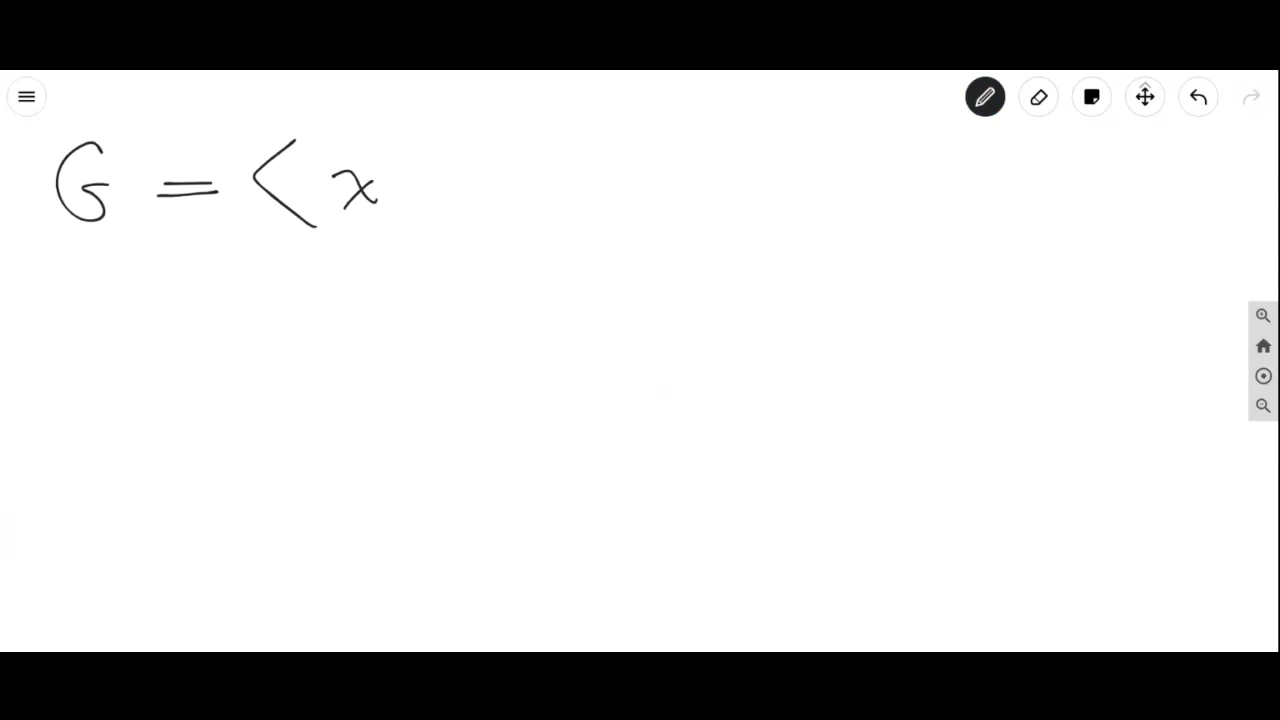 G = < x